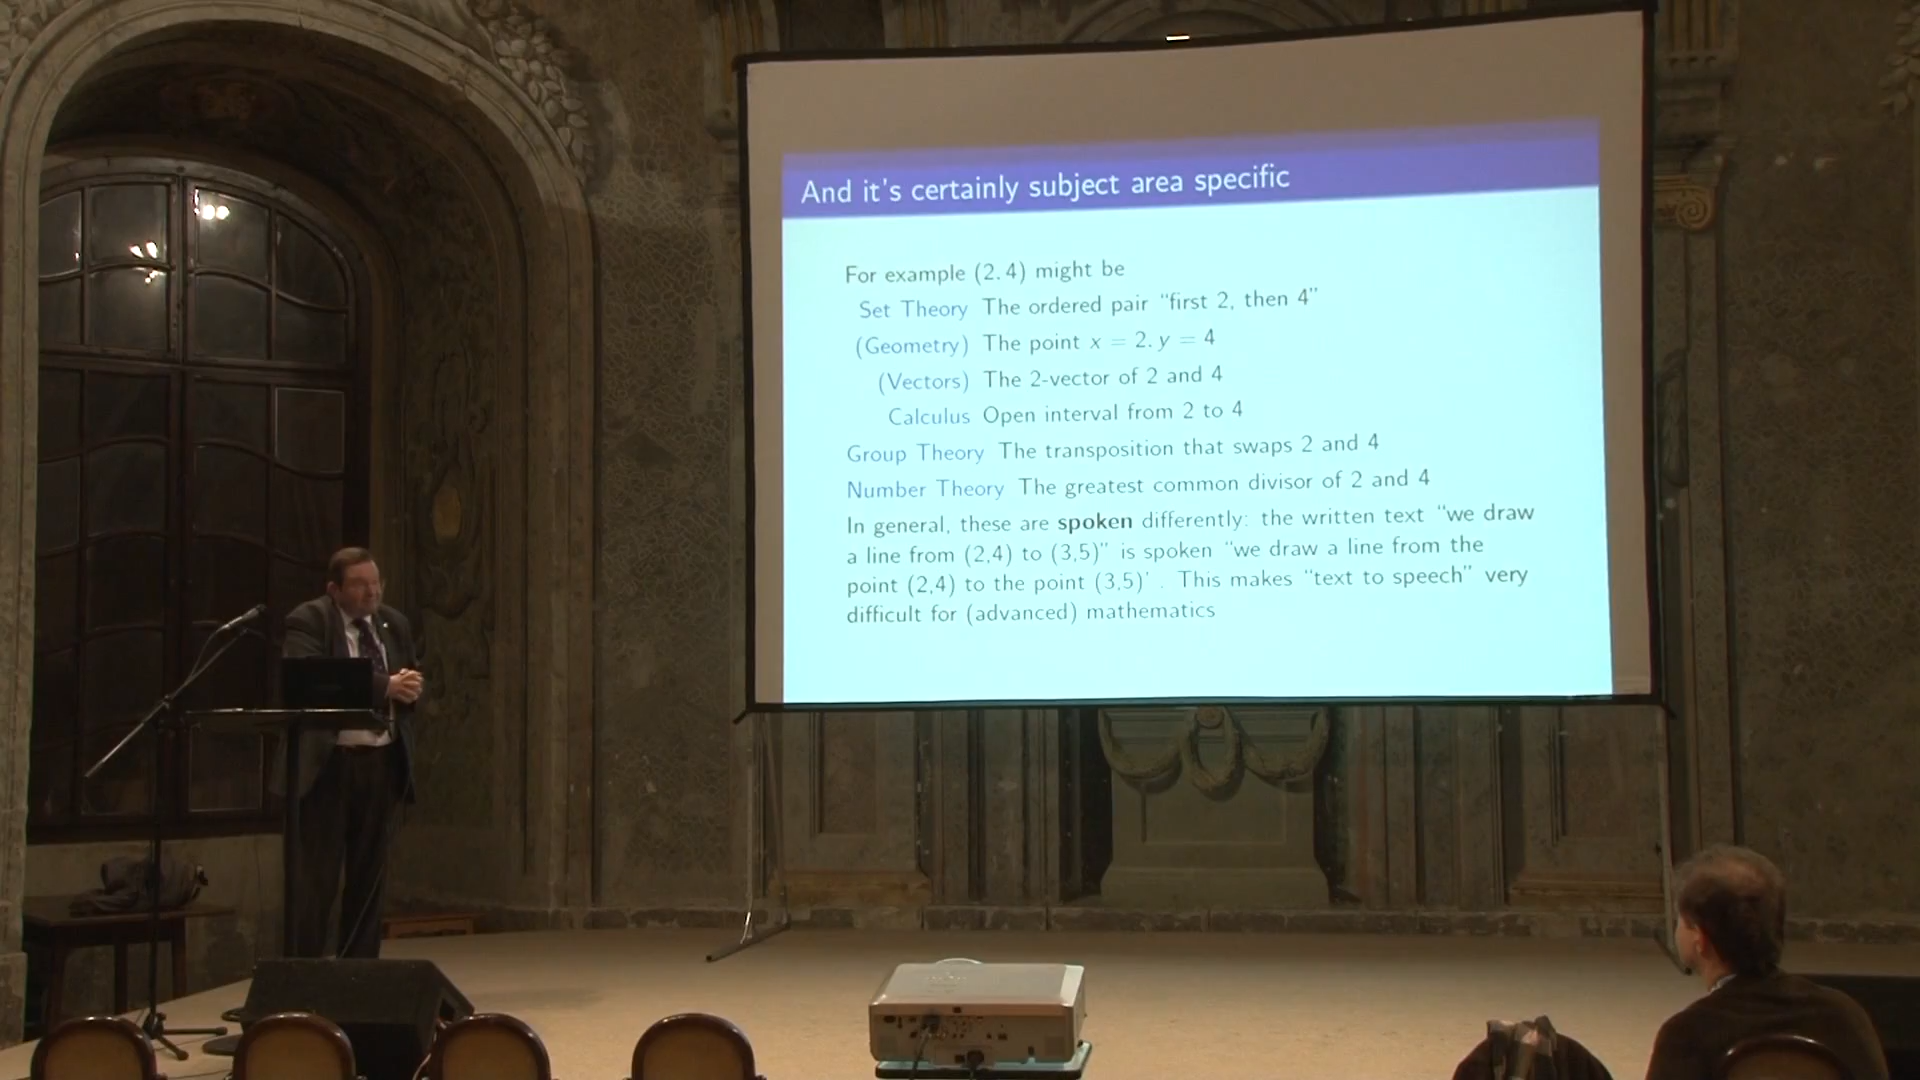 And it's certainly subject area specific
For example (2.4) might be
Set Theory The ordered pair "first 2, then 4"
(Geometry) The point x = 2. y = 4
(Vectors) The 2-vector of 2 and 4
Calculus Open interval from 2 to 4
Group Theory The transposition that swaps 2 and 4
Number Theory The greatest common divisor of 2 and 4
In general, these are spoken differently: the written text "we draw
a line from (2,4) to (3,5)" is spoken "we draw a line from the
point (2,4) to the point (3,5)' . This makes "text to speech" very
difficult for (advanced) mathematics